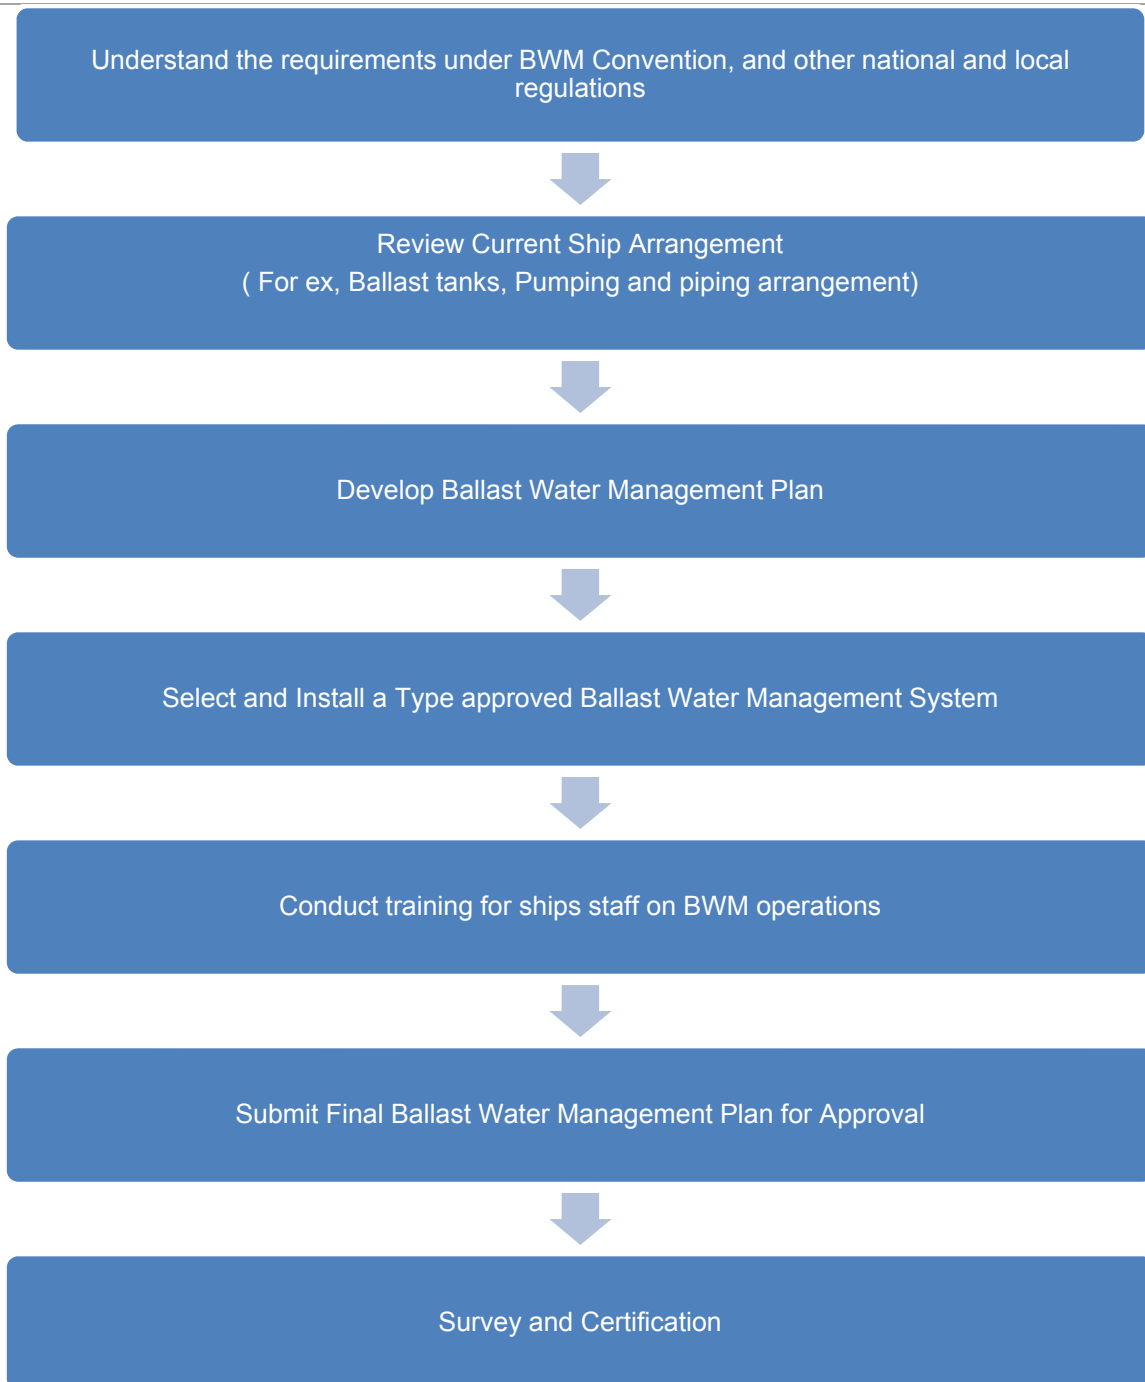 Understand the requirements under BWM Convention, and other national and local
regulations
Review Current Ship Arrangement
( For ex, Ballast tanks, Pumping and piping arrangement)
Develop Ballast Water Management Plan
Select and Install a Type approved Ballast Water Management System
Conduct training for ships staff on BWM operations
Submit Final Ballast Water Management Plan for Approval
Survey and Certification